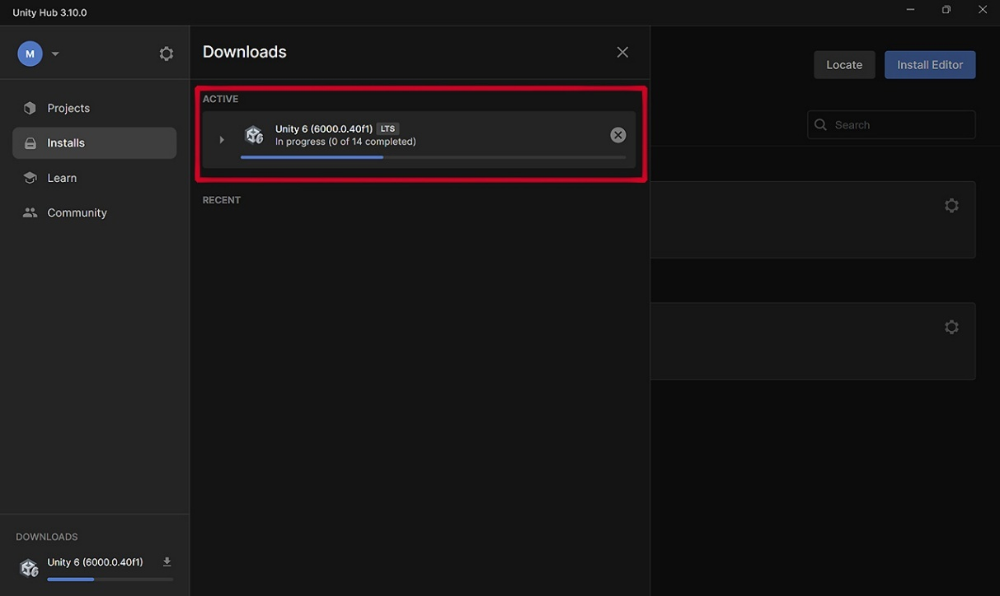 Unity Hub 3.10.0
M
Projects
Installs
Learn
Community
DOWNLOADS
Unity 6 (6000.0.40f1)
Downloads
ACTIVE
Unity 6 (6000.0.40f1) LTS
In progress (0 of 14 completed)
RECENT
Locate
Install Editor
Search